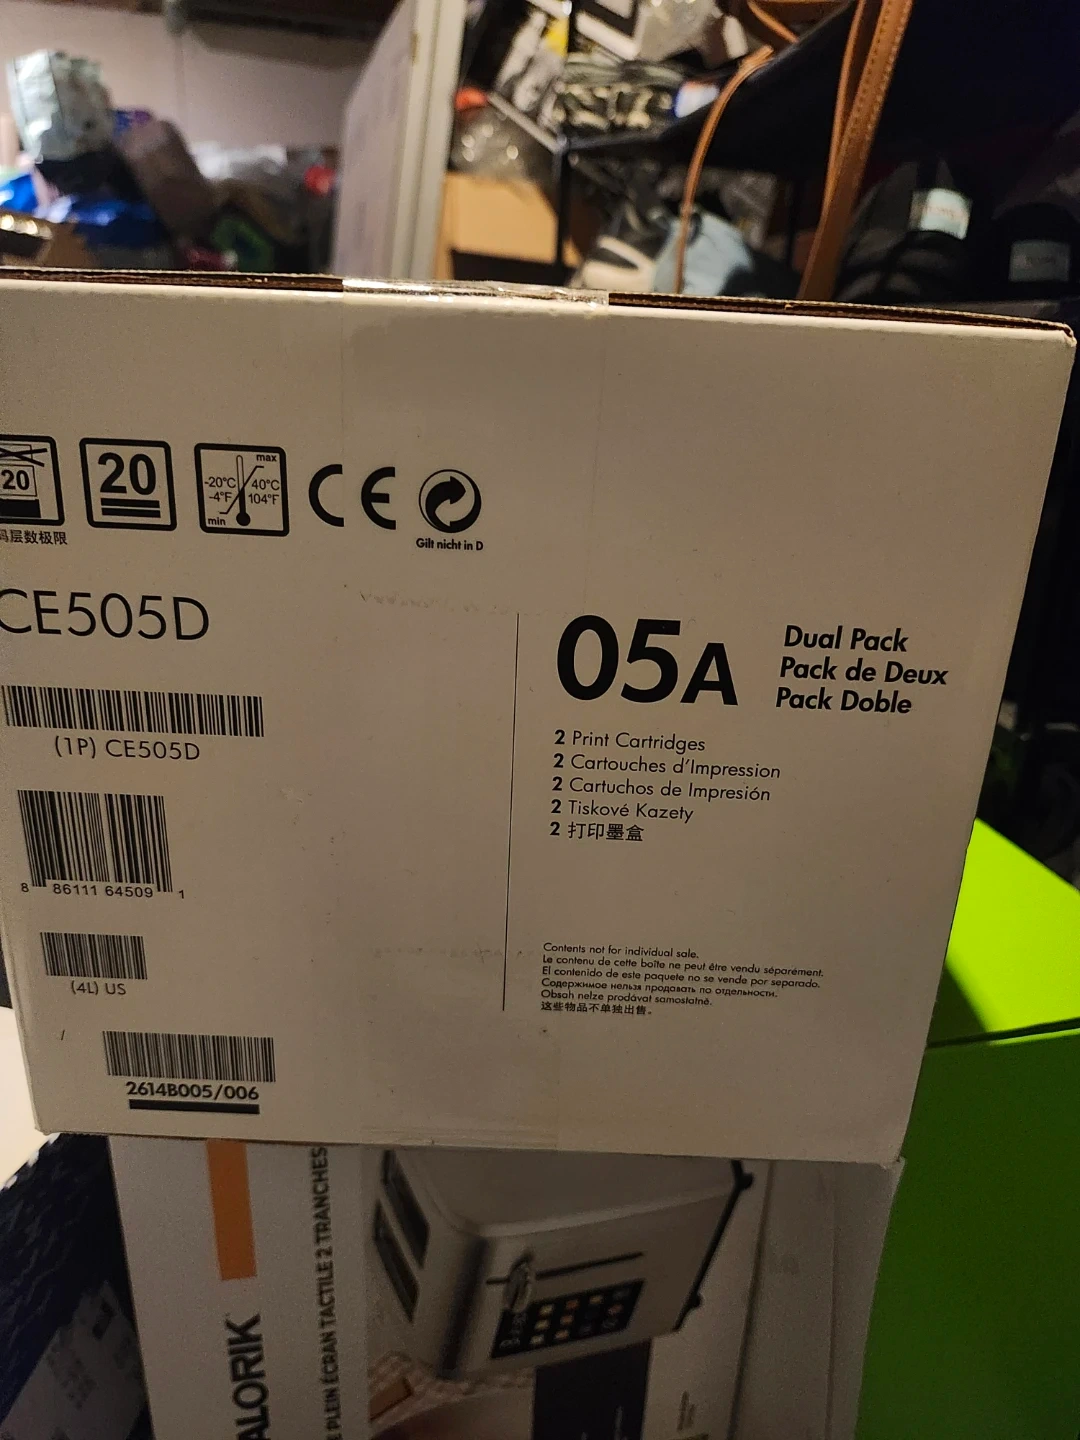 20
码层数极限
20
max
-20°C
-4°F
40°C
104°F
min
CE
Gilt nicht in D
CE505D
(1P) CE505D
8 86111 64509 1
(4L) US
2614B005/006
05A
Dual Pack
Pack de Deux
Pack Doble
2 Print Cartridges
2 Cartouches d'Impression
2 Cartuchos de Impresión
2 Tiskové Kazety
2 打印墨盒
Contents not for individual sale.
Le contenu de cette boîte ne peut être vendu séparément.
El contenido de este paquete no se vende por separado.
Содержимое нельзя продавать по отдельности.
Obsah nelze prodávat samostatně.
这些物品不单独出售。
ALORIK
PLEIN ÉCRAN TACTILE 2 TRANCHES